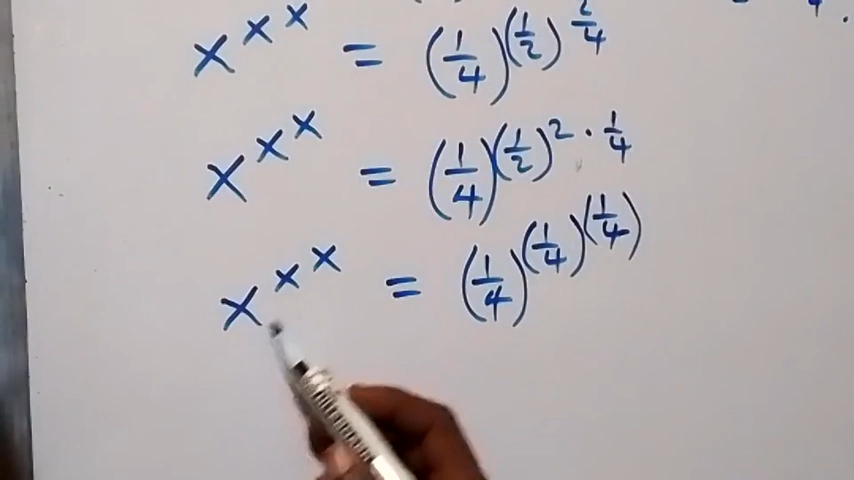 x^x^x = (1/4)^(1/2)^2/4
x^x^x = (1/4)^(1/2)^2 · 1/4
x^x^x = (1/4)^(1/4)^(1/4)